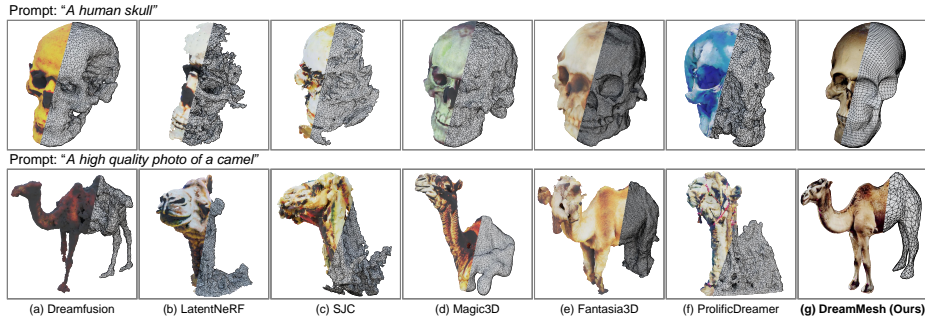 Prompt: “A human skull”
Prompt: “A high quality photo of a camel”
(a) Dreamfusion (b) LatentNeRF (c) SJC (d) Magic3D (e) Fantasia3D (f) ProlificDreamer (g) DreamMesh (Ours)